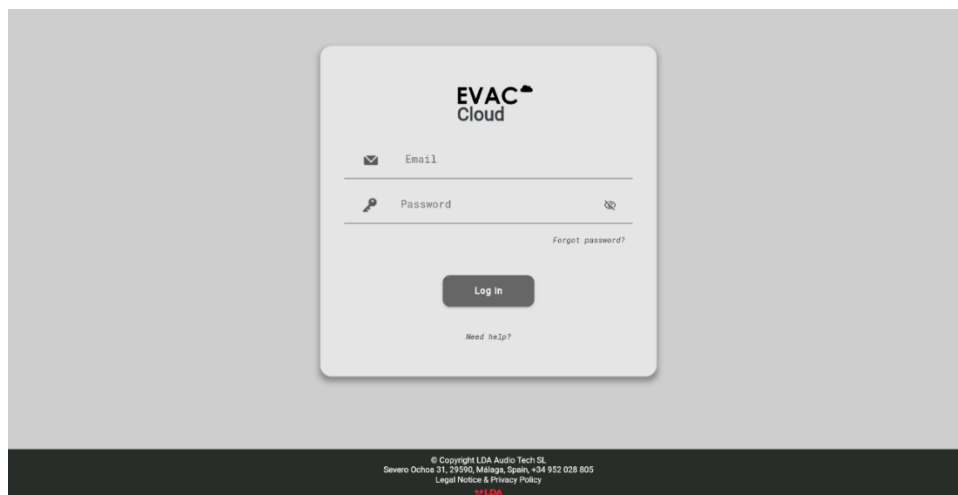 EVAC
Cloud
Email
Password
Forgot password?
Log in
Need help?
© Copyright LDA Audio Tech SL
Severo Ochoa 31, 29590, Málaga, Spain, +34 952 028 805
Legal Notice & Privacy Policy
LDA